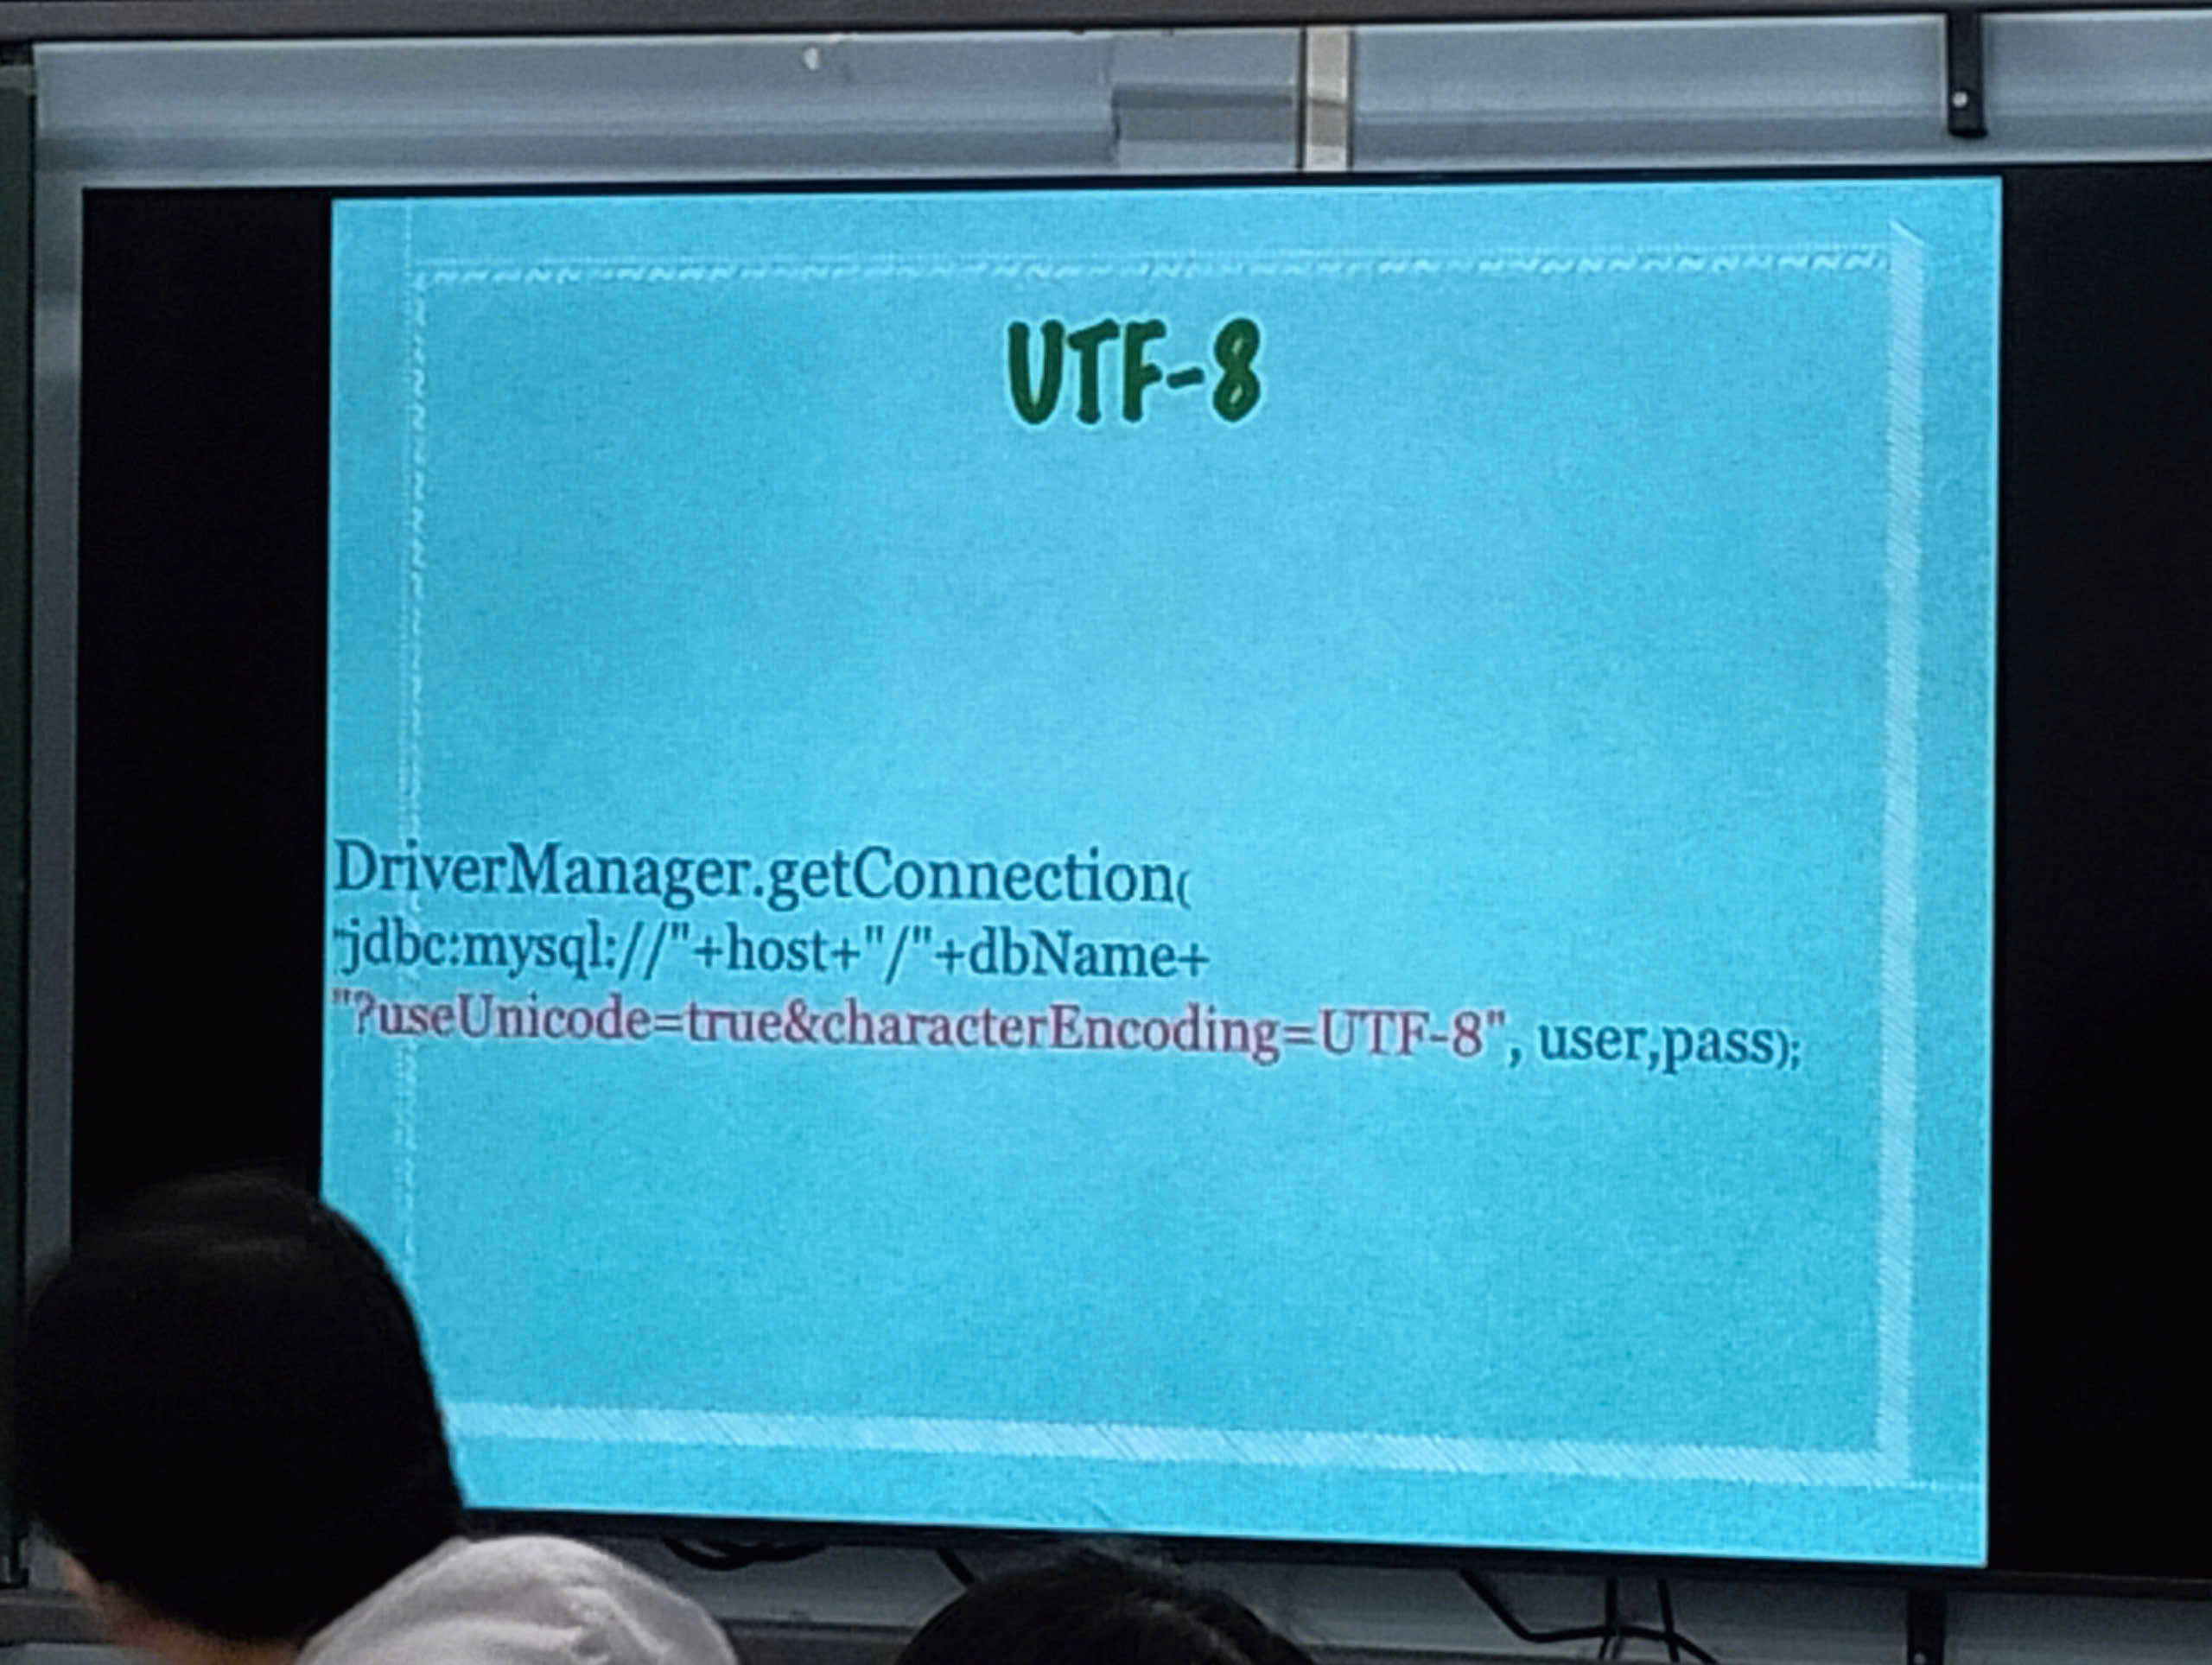 UTF-8
DriverManager.getConnection(
"jdbc:mysql://"+host+"/"+dbName+
"?useUnicode=true&characterEncoding=UTF-8", user,pass);